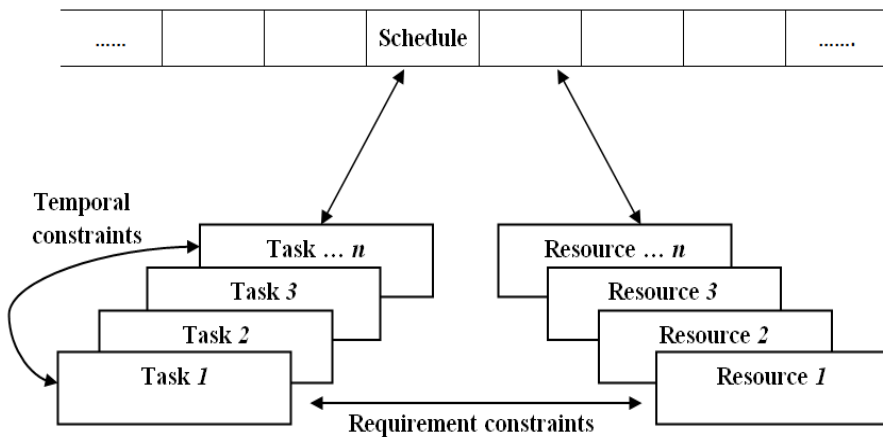 ...... Schedule .......
Temporal
constraints
Task ... n
Task 3
Task 2
Task 1
Resource ... n
Resource 3
Resource 2
Resource 1
Requirement constraints